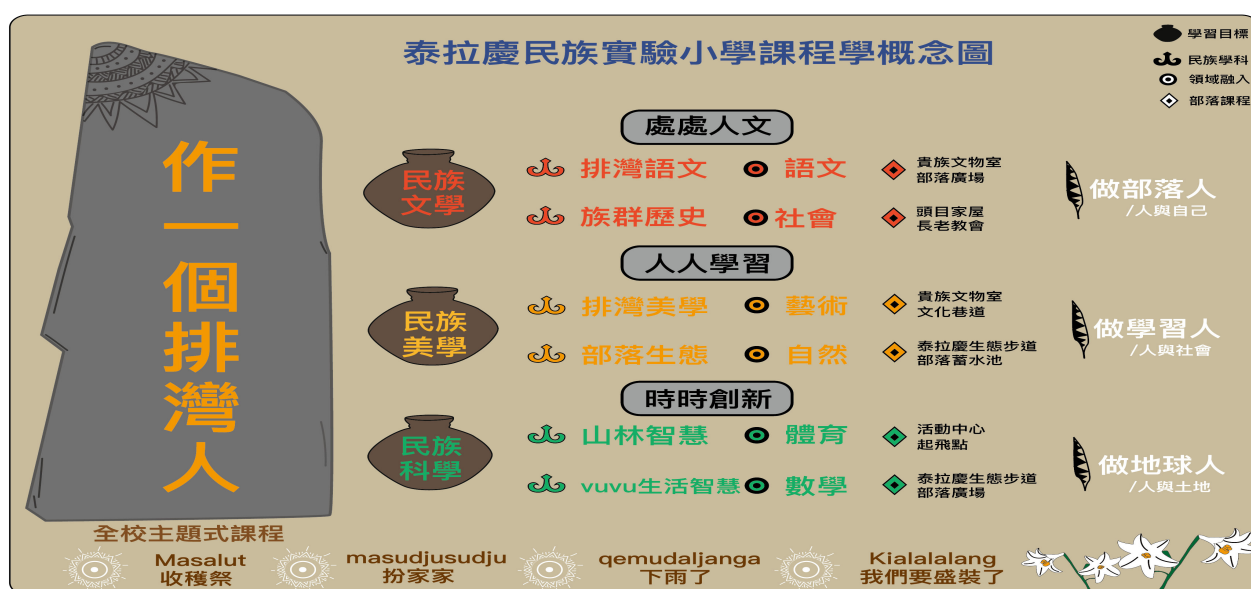 泰拉慶民族實驗小學課程學概念圖
學習目標
民族學科
領域融入
部落課程
作一個排灣人
處處人文
民族
文學
排灣語文
語文
貴族文物室
部落廣場
族群歷史
社會
頭目家屋
長老教會
做部落人
/人與自己
人人學習
民族
美學
排灣美學
藝術
貴族文物室
文化巷道
部落生態
自然
泰拉慶生態步道
部落蓄水池
做學習人
/人與社會
時時創新
民族
科學
山林智慧
體育
活動中心
起飛點
vuvu生活智慧
數學
泰拉慶生態步道
部落廣場
做地球人
/人與土地
全校主題式課程
Masalut
收穫祭
masudjusudju
扮家家
qemudaljanga
下雨了
Kialalalang
我們要盛裝了